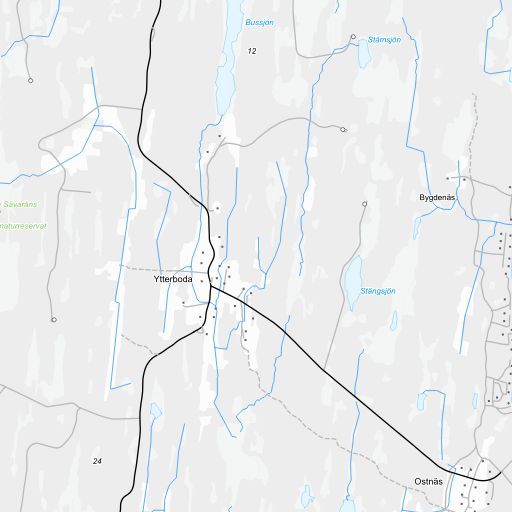 Bussjön
Stämsjön
12
Bygdenäs
Sävaråns
naturreservat
Ytterboda
Stängsjön
24
Ostnäs